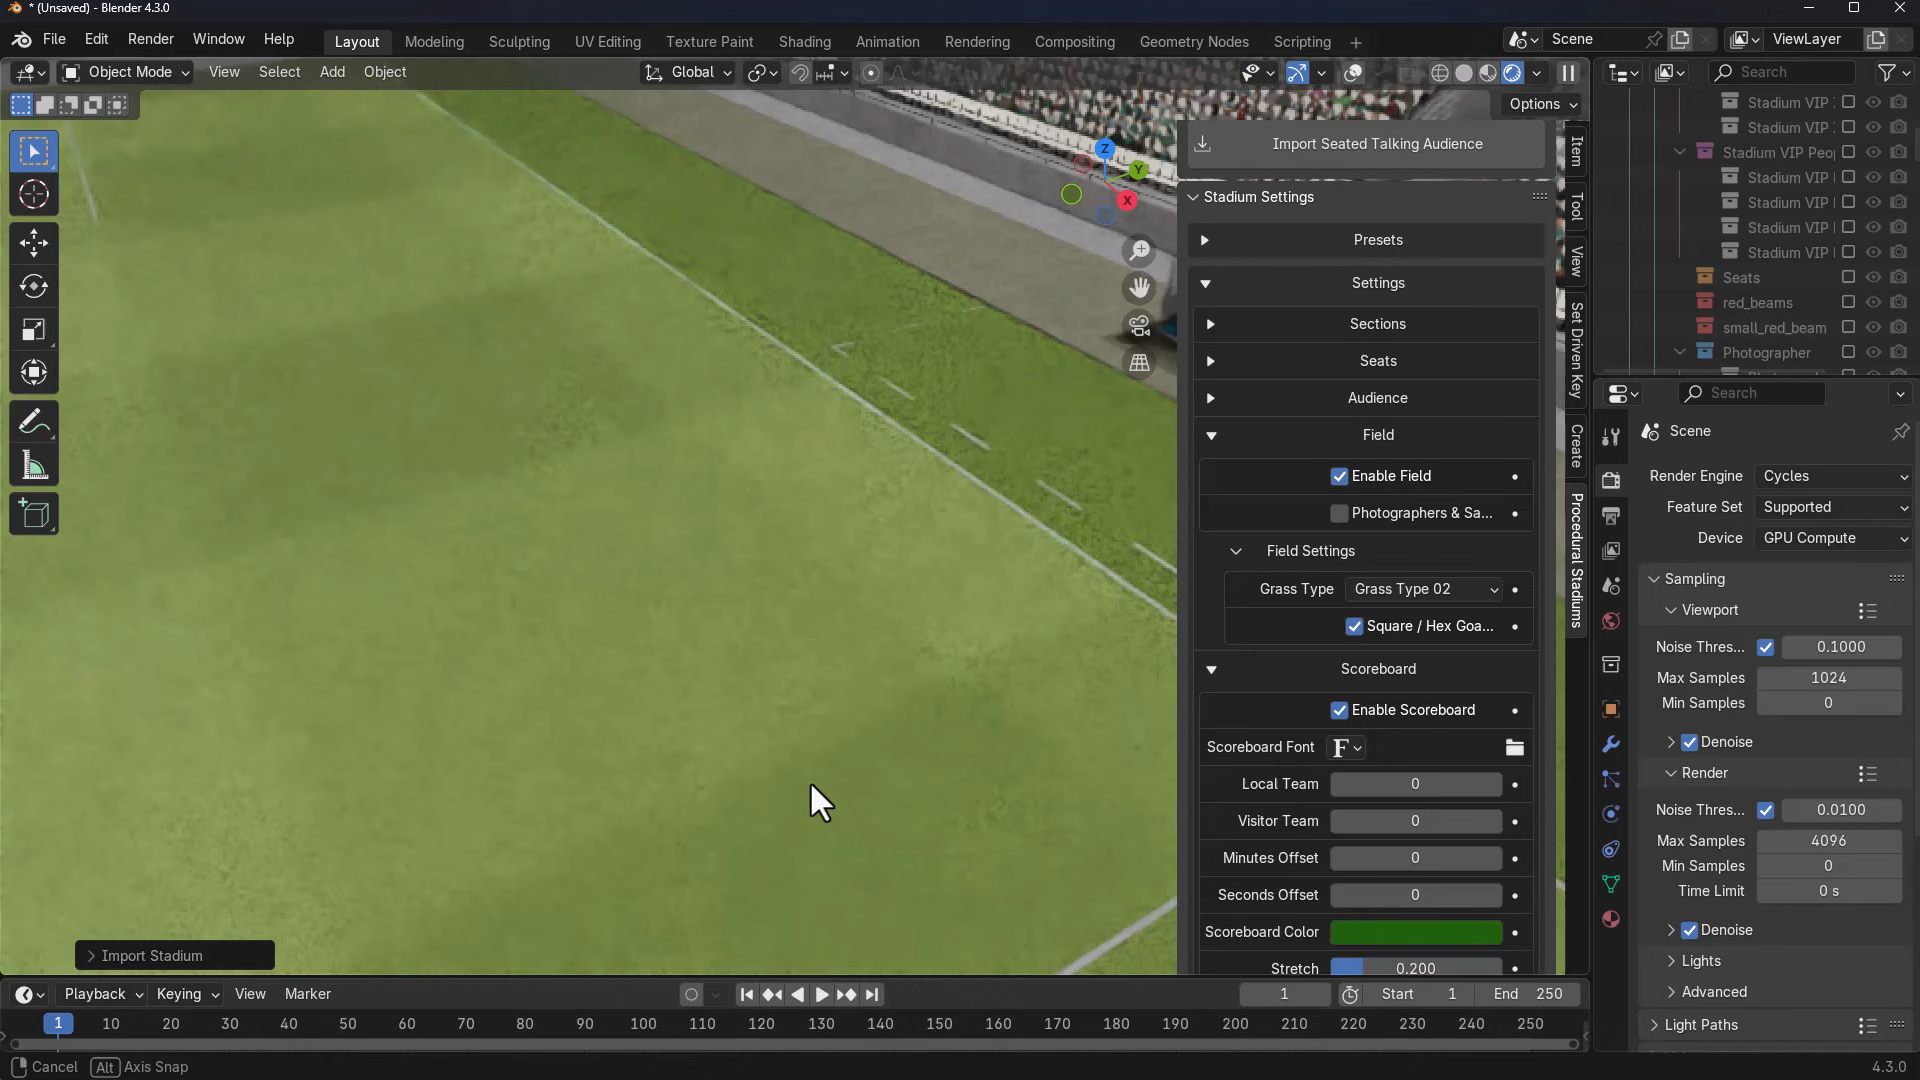 * (Unsaved) - Blender 4.3.0
File Edit Render Window Help
Layout Modeling Sculpting UV Editing Texture Paint Shading Animation Rendering Compositing Geometry Nodes Scripting
Scene
ViewLayer
Object Mode View Select Add Object
Global
Options
Z
Y
X
Import Seated Talking Audience
Stadium Settings
Presets
Settings
Sections
Seats
Audience
Field
Enable Field
Photographers & Sa...
Field Settings
Grass Type Grass Type 02
Square / Hex Goa...
Scoreboard
Enable Scoreboard
Scoreboard Font F
Local Team 0
Visitor Team 0
Minutes Offset 0
Seconds Offset 0
Scoreboard Color
Stretch 0.200
Item
Tool
View
Set Driven Key
Create
Procedural Stadiums
Search
Stadium VIP
Stadium VIP
Stadium VIP Peo
Stadium VIP
Stadium VIP
Stadium VIP
Stadium VIP
Seats
red_beams
small_red_beam
Photographer
Search
Scene
Render Engine Cycles
Feature Set Supported
Device GPU Compute
Sampling
Viewport
Noise Thres... 0.1000
Max Samples 1024
Min Samples 0
Denoise
Render
Noise Thres... 0.0100
Max Samples 4096
Min Samples 0
Time Limit 0 s
Denoise
Lights
Advanced
Light Paths
Import Stadium
Playback Keying View Marker
1
Start 1
End 250
1 10 20 30 40 50 60 70 80 90 100 110 120 130 140 150 160 170 180 190 200 210 220 230 240 250
Cancel Alt Axis Snap
4.3.0